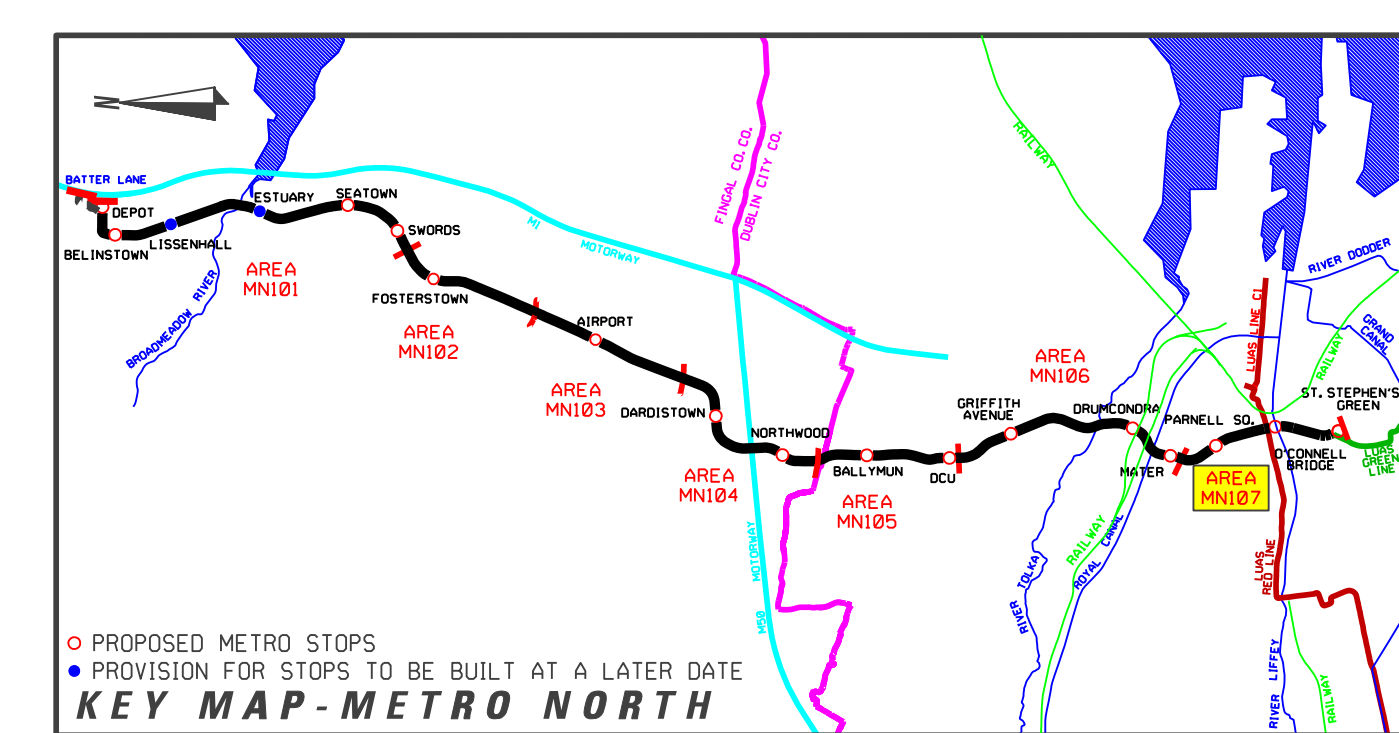 N
BATTER LANE
DEPOT
BELINSTOWN
LISSENHALL
ESTUARY
SEATOWN
SWORDS
FOSTERSTOWN
AIRPORT
DARDISTOWN
NORTHWOOD
BALLYMUN
DCU
GRIFFITH
AVENUE
DRUMCONDRA
MATER
PARNELL SQ.
O'CONNELL
BRIDGE
ST. STEPHEN'S
GREEN
AREA
MN101
AREA
MN102
AREA
MN103
AREA
MN104
AREA
MN105
AREA
MN106
AREA
MN107
BROADMEADOW RIVER
M1
MOTORWAY
FINGAL CO. CO.
DUBLIN CITY CO.
MOTORWAY
M50
RAILWAY
RIVER DODDER
GRAND
CANAL
RAILWAY
LUAS LINE C1
LUAS
GREEN
LINE
RAILWAY
ROYAL CANAL
RIVER TOLKA
LUAS
RED LINE
RIVER LIFFEY
RAILWAY
PROPOSED METRO STOPS
PROVISION FOR STOPS TO BE BUILT AT A LATER DATE
KEY MAP-METRO NORTH